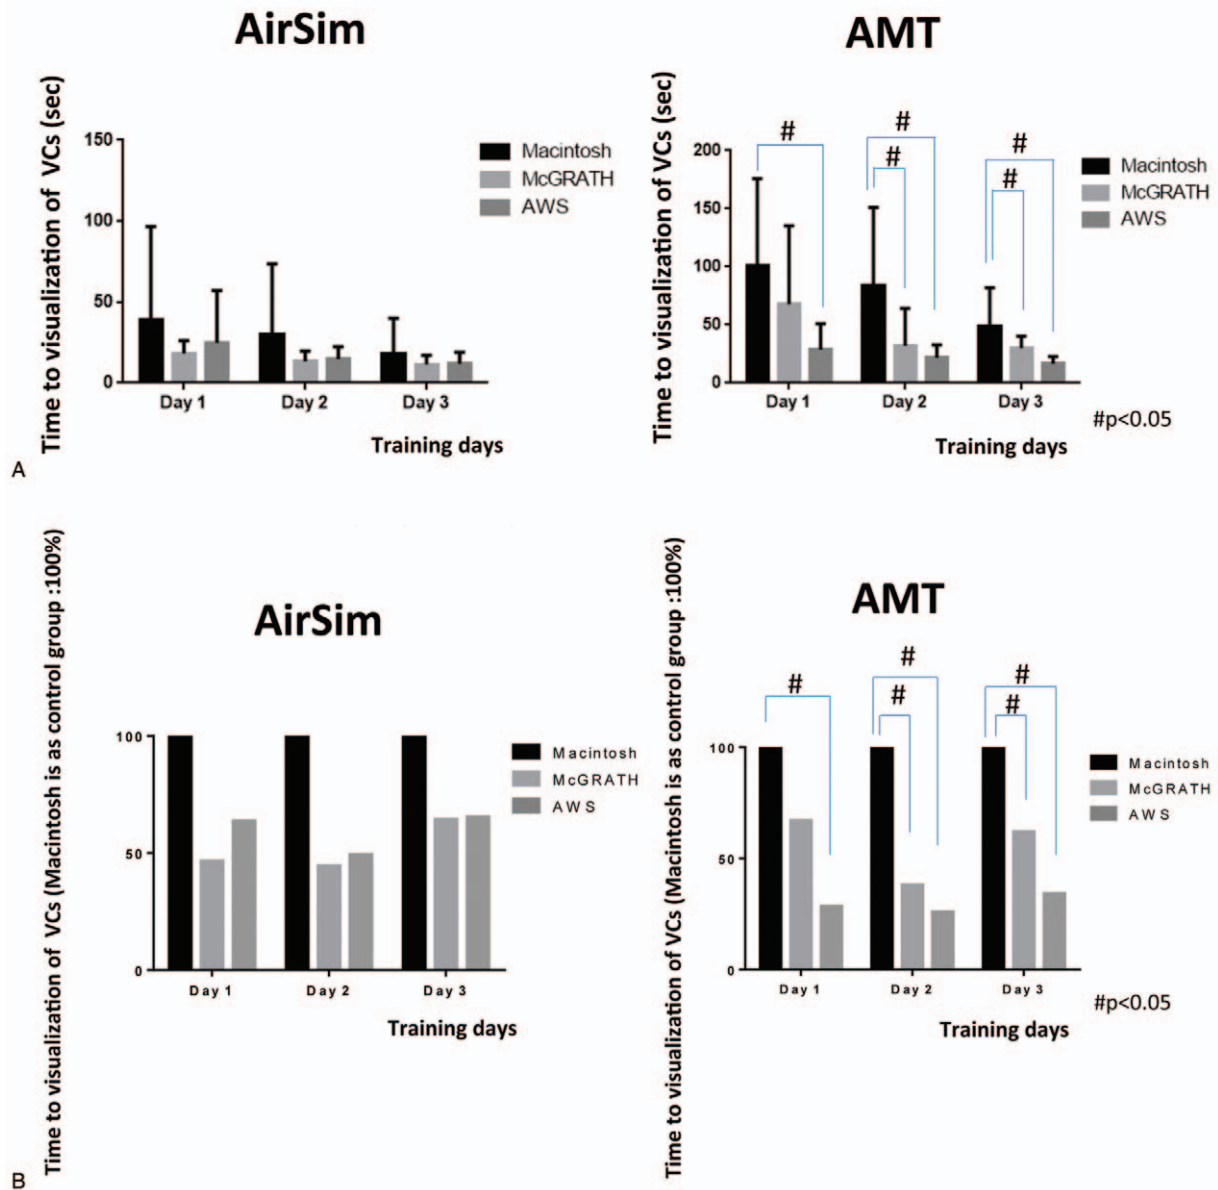 AirSim
Time to visualization of VCs (sec)
150
100
50
0
Macintosh
McGRATH
AWS
Day 1
Day 2
Day 3
Training days
AMT
Time to visualization of VCs (sec)
200
150
100
50
0
#
#
#
#
#
Macintosh
McGRATH
AWS
Day 1
Day 2
Day 3
#p<0.05
Training days
A
AirSim
Time to visualization of VCs (Macintosh is as control group :100%)
100
50
0
Macintosh
McGRATH
AWS
Day 1
Day 2
Day 3
Training days
AMT
Time to visualization of VCs (Macintosh is as control group :100%)
100
50
0
#
#
#
#
#
Macintosh
McGRATH
AWS
Day 1
Day 2
Day 3
#p<0.05
Training days
B